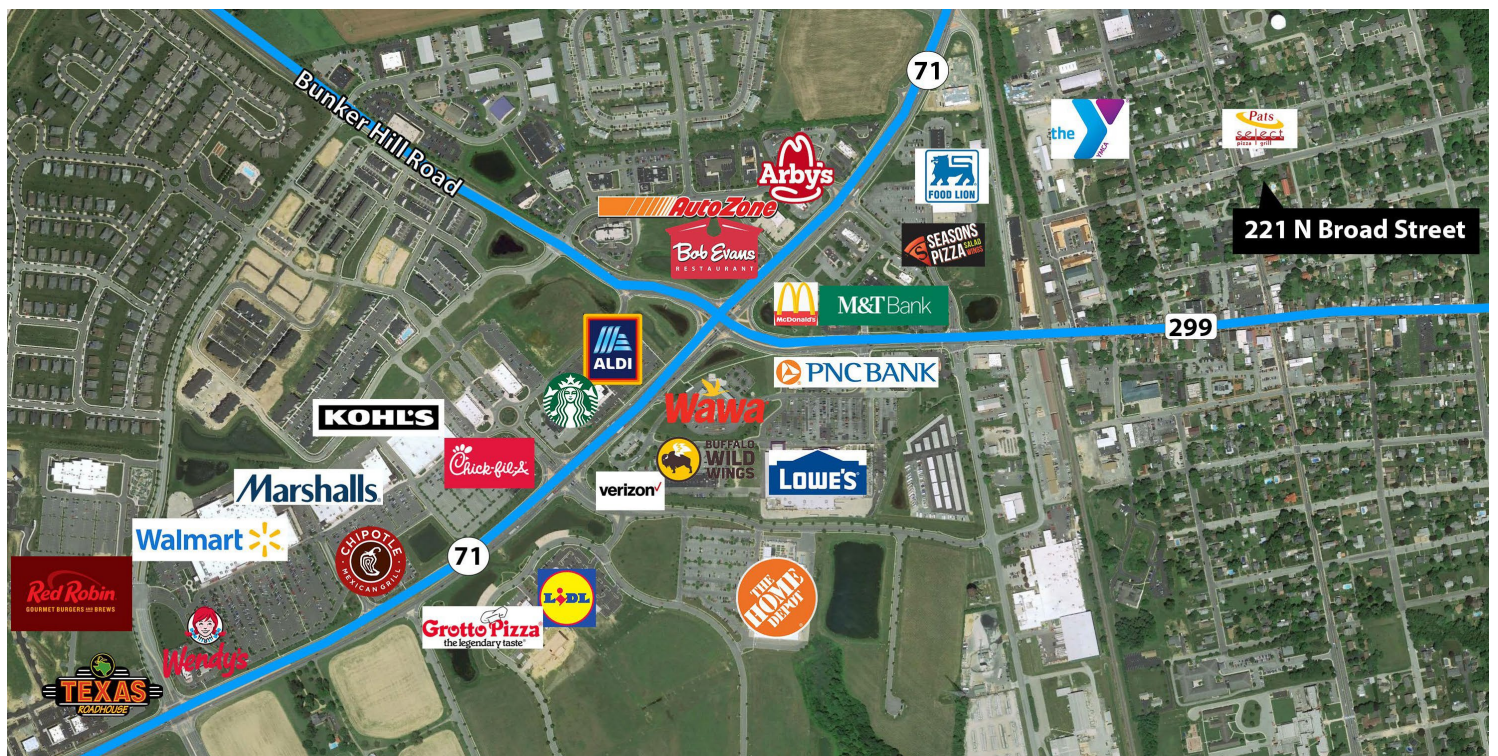 71
Bunker Hill Road
the
YMCA
Pats
select
pizza | grill
Arby's
FOOD LION
AutoZone
221 N Broad Street
SEASONS
PIZZA
SALAD
WINGS
Bob Evans
RESTAURANT
McDonald's
M&T Bank
299
ALDI
PNC BANK
Wawa
KOHL'S
Chick-fil-A
BUFFALO
WILD
WINGS
LOWE'S
Marshalls
verizon
Walmart
CHIPOTLE
MEXICAN GRILL
71
Red Robin
GOURMET BURGERS AND BREWS
LIDL
THE
HOME
DEPOT
Grotto Pizza
the legendary taste
Wendy's
TEXAS
ROADHOUSE